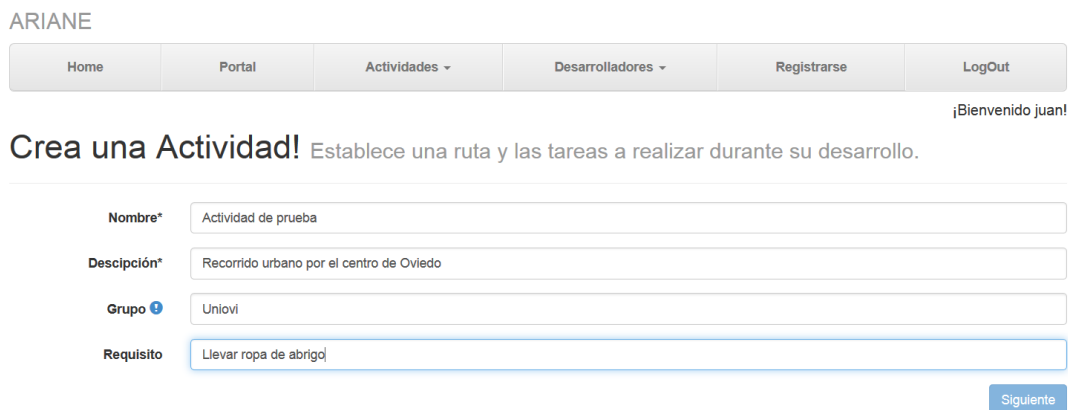 ARIANE
Home Portal Actividades Desarrolladores Registrarse LogOut
¡Bienvenido juan!
Crea una Actividad! Establece una ruta y las tareas a realizar durante su desarrollo.
Nombre* Actividad de prueba
Descipción* Recorrido urbano por el centro de Oviedo
Grupo Uniovi
Requisito Llevar ropa de abrigo
Siguiente